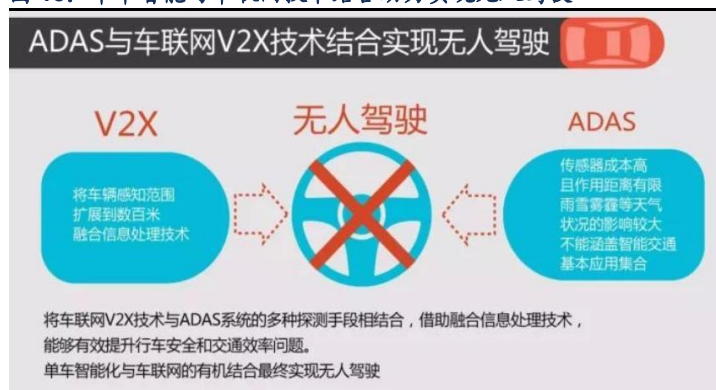 ADAS与车联网V2X技术结合实现无人驾驶
V2X
将车辆感知范围
扩展到数百米
融合信息处理技术
无人驾驶
ADAS
传感器成本高
且作用距离有限
雨雪雾霾等天气
状况的影响较大
不能涵盖智能交通
基本应用集合
将车联网V2X技术与ADAS系统的多种探测手段相结合，借助融合信息处理技术，
能够有效提升行车安全和交通效率问题。
单车智能化与车联网的有机结合最终实现无人驾驶